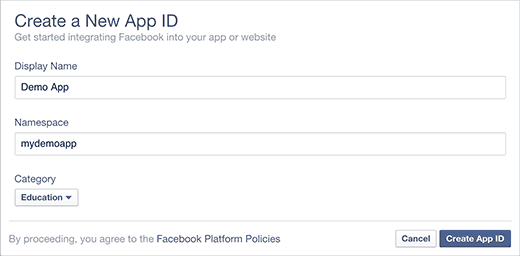 Create a New App ID
Get started integrating Facebook into your app or website
Display Name
Demo App
Namespace
mydemoapp
Category
Education
By proceeding, you agree to the Facebook Platform Policies
Cancel
Create App ID